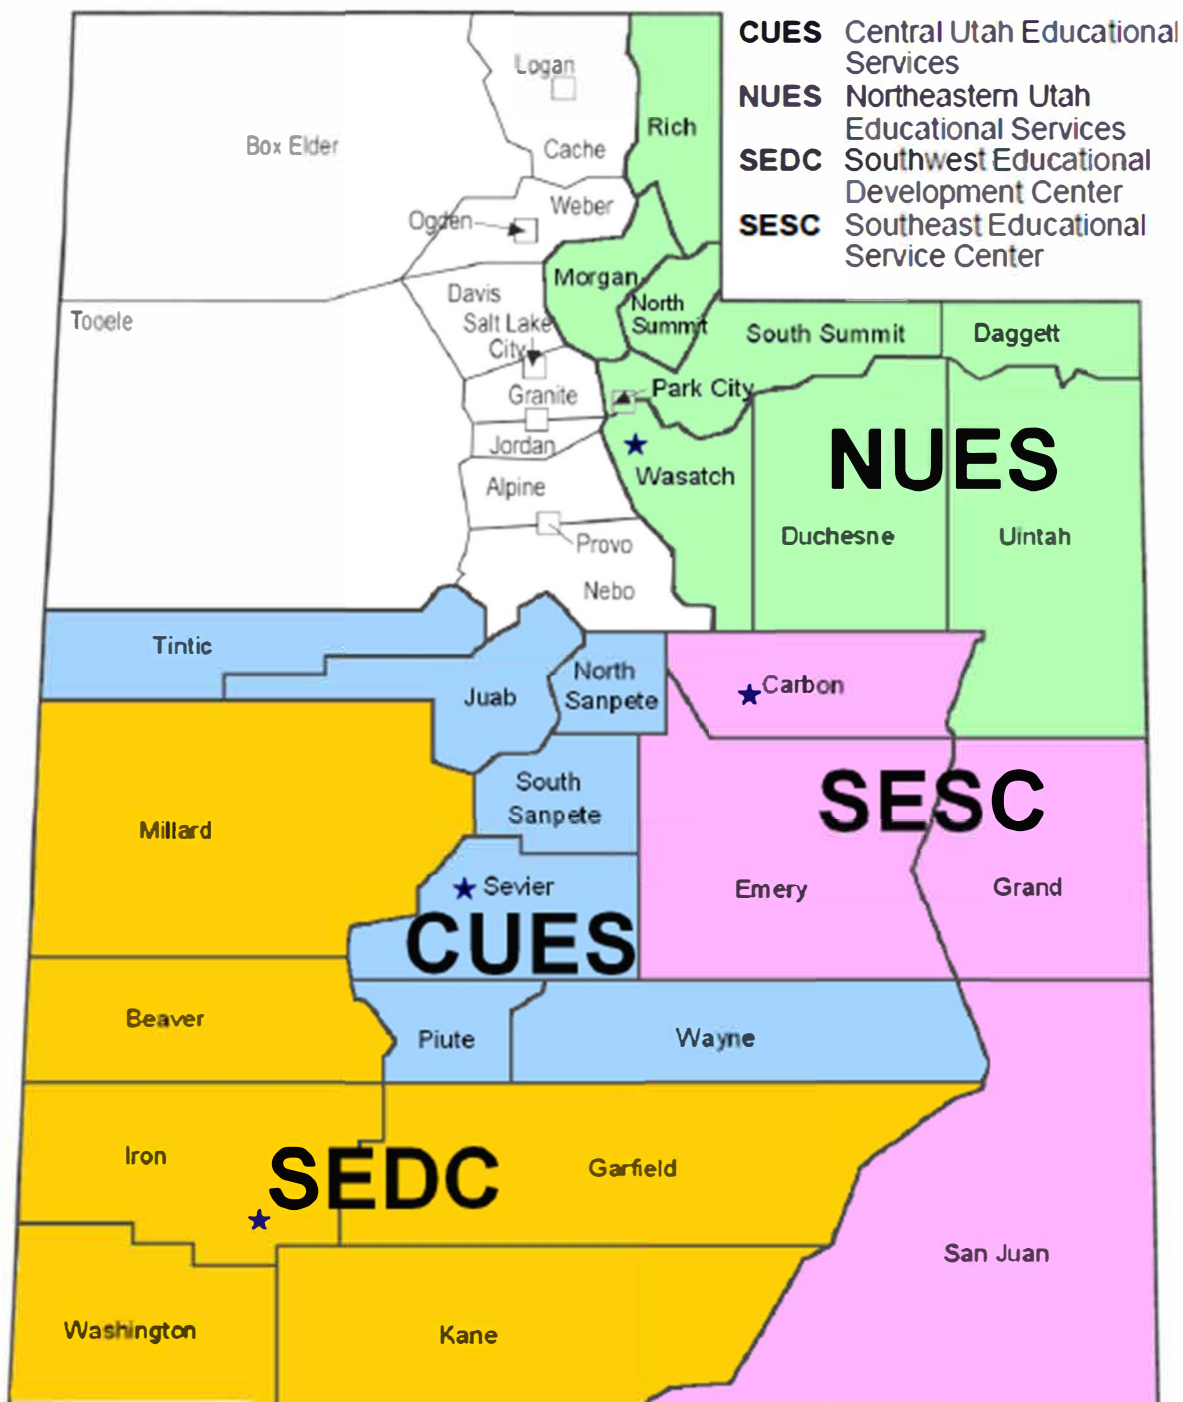 CUES Central Utah Educational
Services
NUES Northeastern Utah
Educational Services
SEDC Southwest Educational
Development Center
SESC Southeast Educational
Service Center
Logan
Rich
Box Elder
Cache
Weber
Ogden
Morgan
Davis
North
Summit
Tooele
Salt Lake
City
South Summit
Daggett
Granite
Park City
Jordan
NUES
Wasatch
Alpine
Duchesne
Uintah
Provo
Nebo
Tintic
North
Sanpete
Carbon
Juab
South
Sanpete
SESC
Millard
Sevier
Emery
Grand
CUES
Beaver
Piute
Wayne
Iron
SEDC
Garfield
San Juan
Washington
Kane